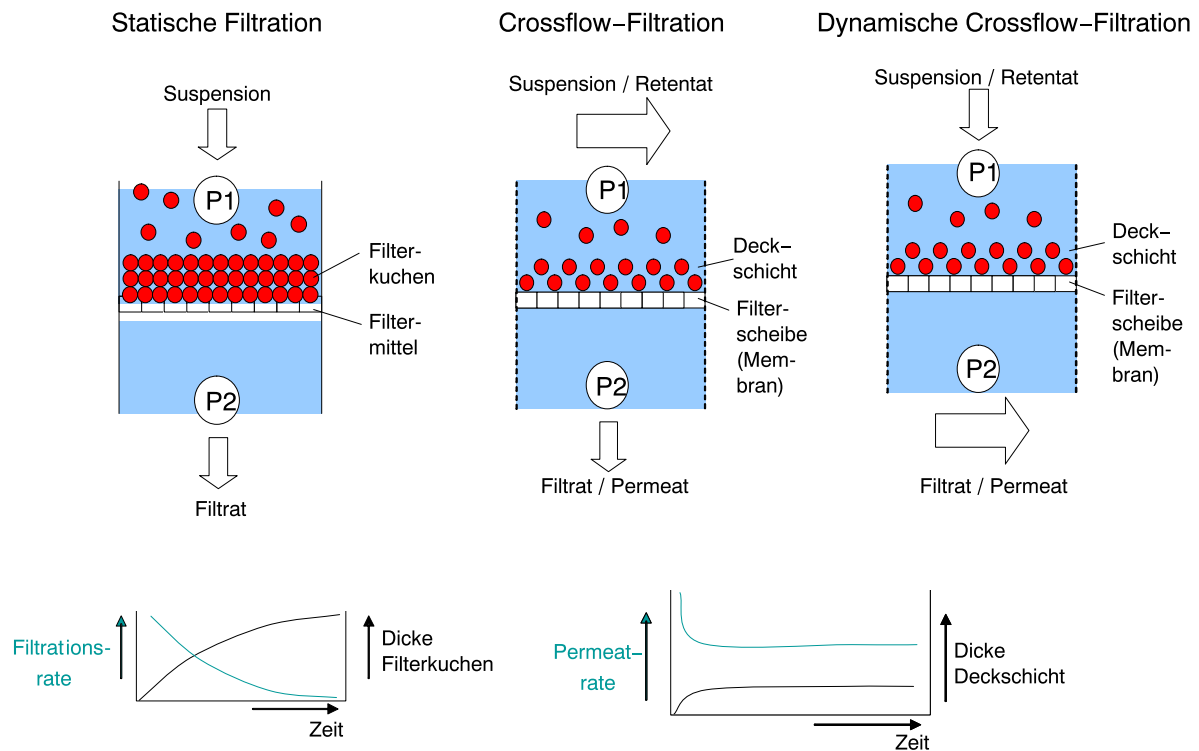 Statische Filtration
Suspension
P1
Filter-
kuchen
Filter-
mittel
P2
Filtrat
Crossflow-Filtration
Suspension / Retentat
P1
Deck-
schicht
Filter-
scheibe
(Mem-
bran)
P2
Filtrat / Permeat
Dynamische Crossflow-Filtration
Suspension / Retentat
P1
Deck-
schicht
Filter-
scheibe
(Mem-
bran)
P2
Filtrat / Permeat
Filtrations-
rate
Dicke
Filterkuchen
Zeit
Permeat-
rate
Dicke
Deckschicht
Zeit